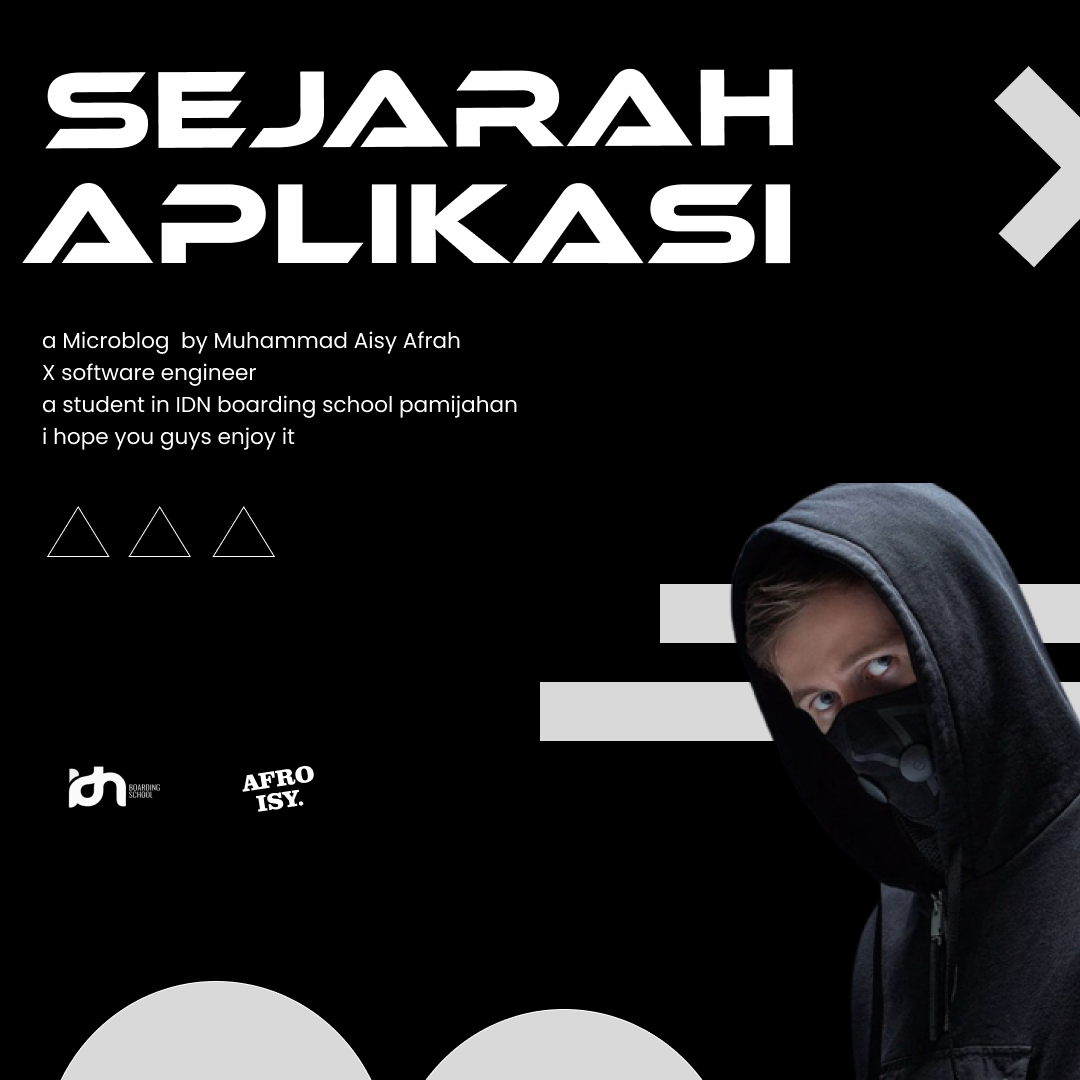 SEJARAH
APLIKASI
a Microblog  by Muhammad Aisy Afrah
X software engineer
a student in IDN boarding school pamijahan
i hope you guys enjoy it
idn BOARDING
SCHOOL
AFRO
ISY.